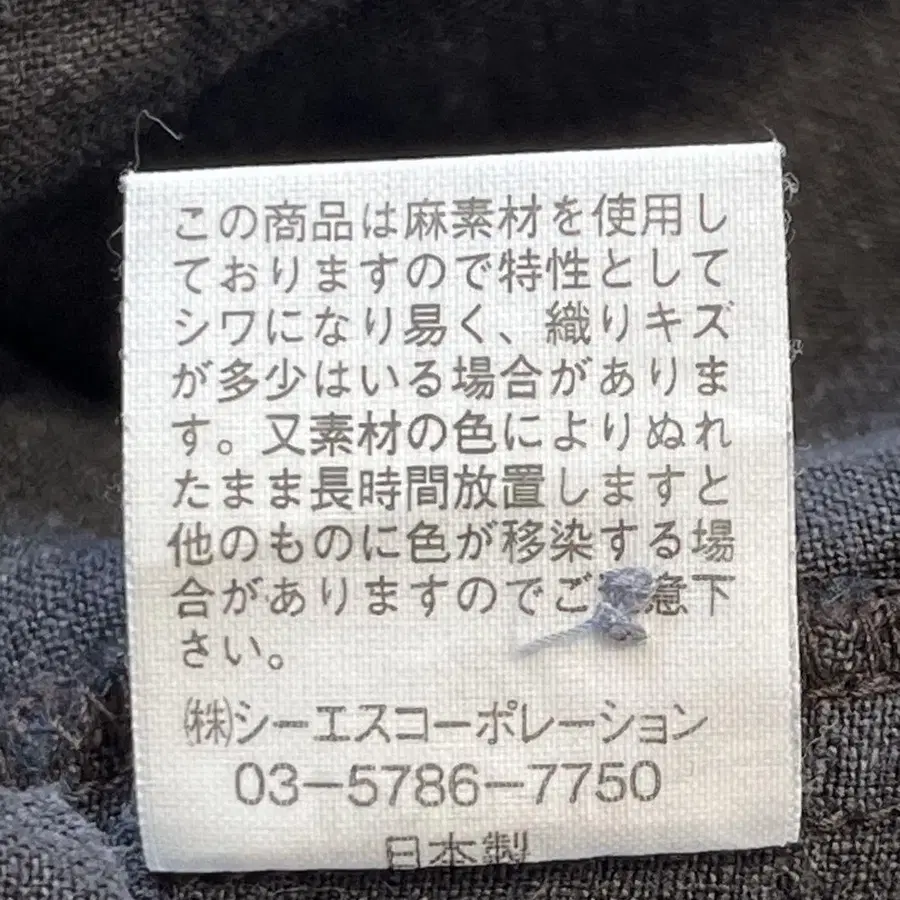 この商品は麻素材を使用し
ておりますので特性として
シワになり易く、織りキズ
が多少はいる場合がありま
す。又素材の色によりぬれ
たまま長時間放置しますと
他のものに色が移染する場
合がありますのでご意下
さい。
㈱シーエスコーポレーション
03-5786-7750
日本製